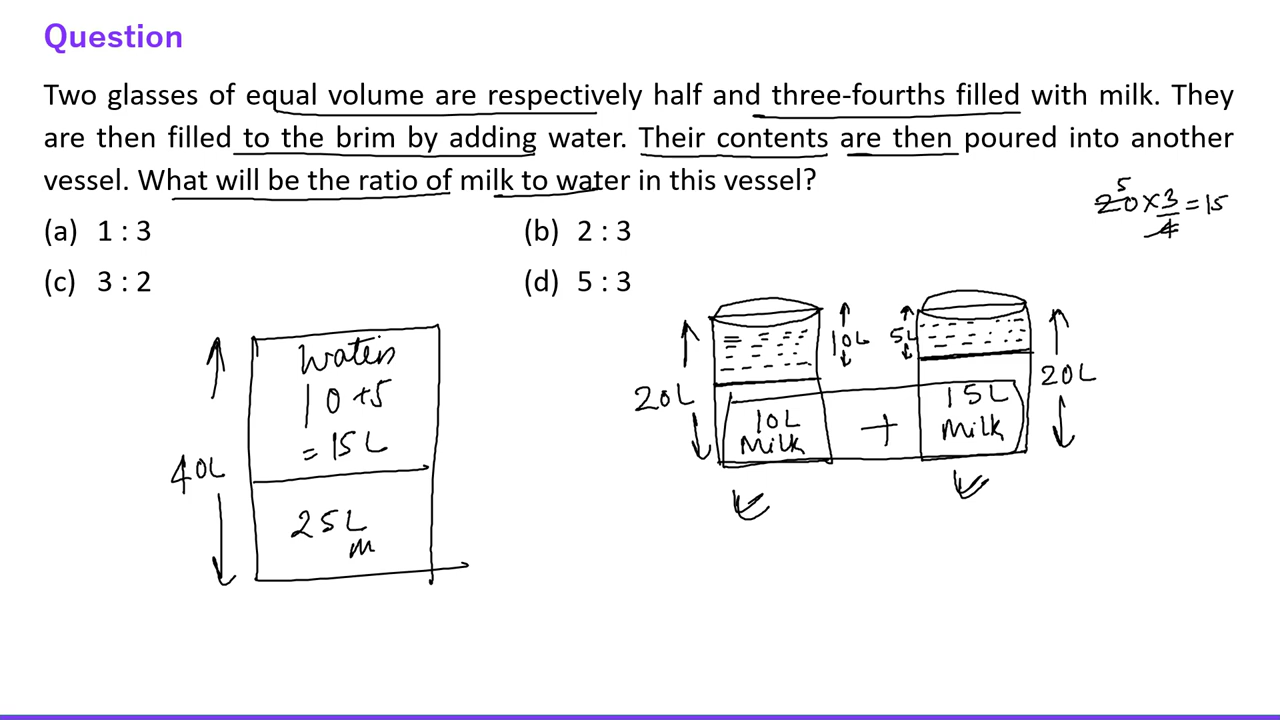 Question
Two glasses of equal volume are respectively half and three-fourths filled with milk. They
are then filled to the brim by adding water. Their contents are then poured into another
vessel. What will be the ratio of milk to water in this vessel?
5
20 × 3/4 = 15
(a) 1 : 3 (b) 2 : 3
(c) 3 : 2 (d) 5 : 3
water
10 + 5
= 15 L
40L
25L
m
20L
10L
5L
20L
10L
Milk
+
15L
Milk